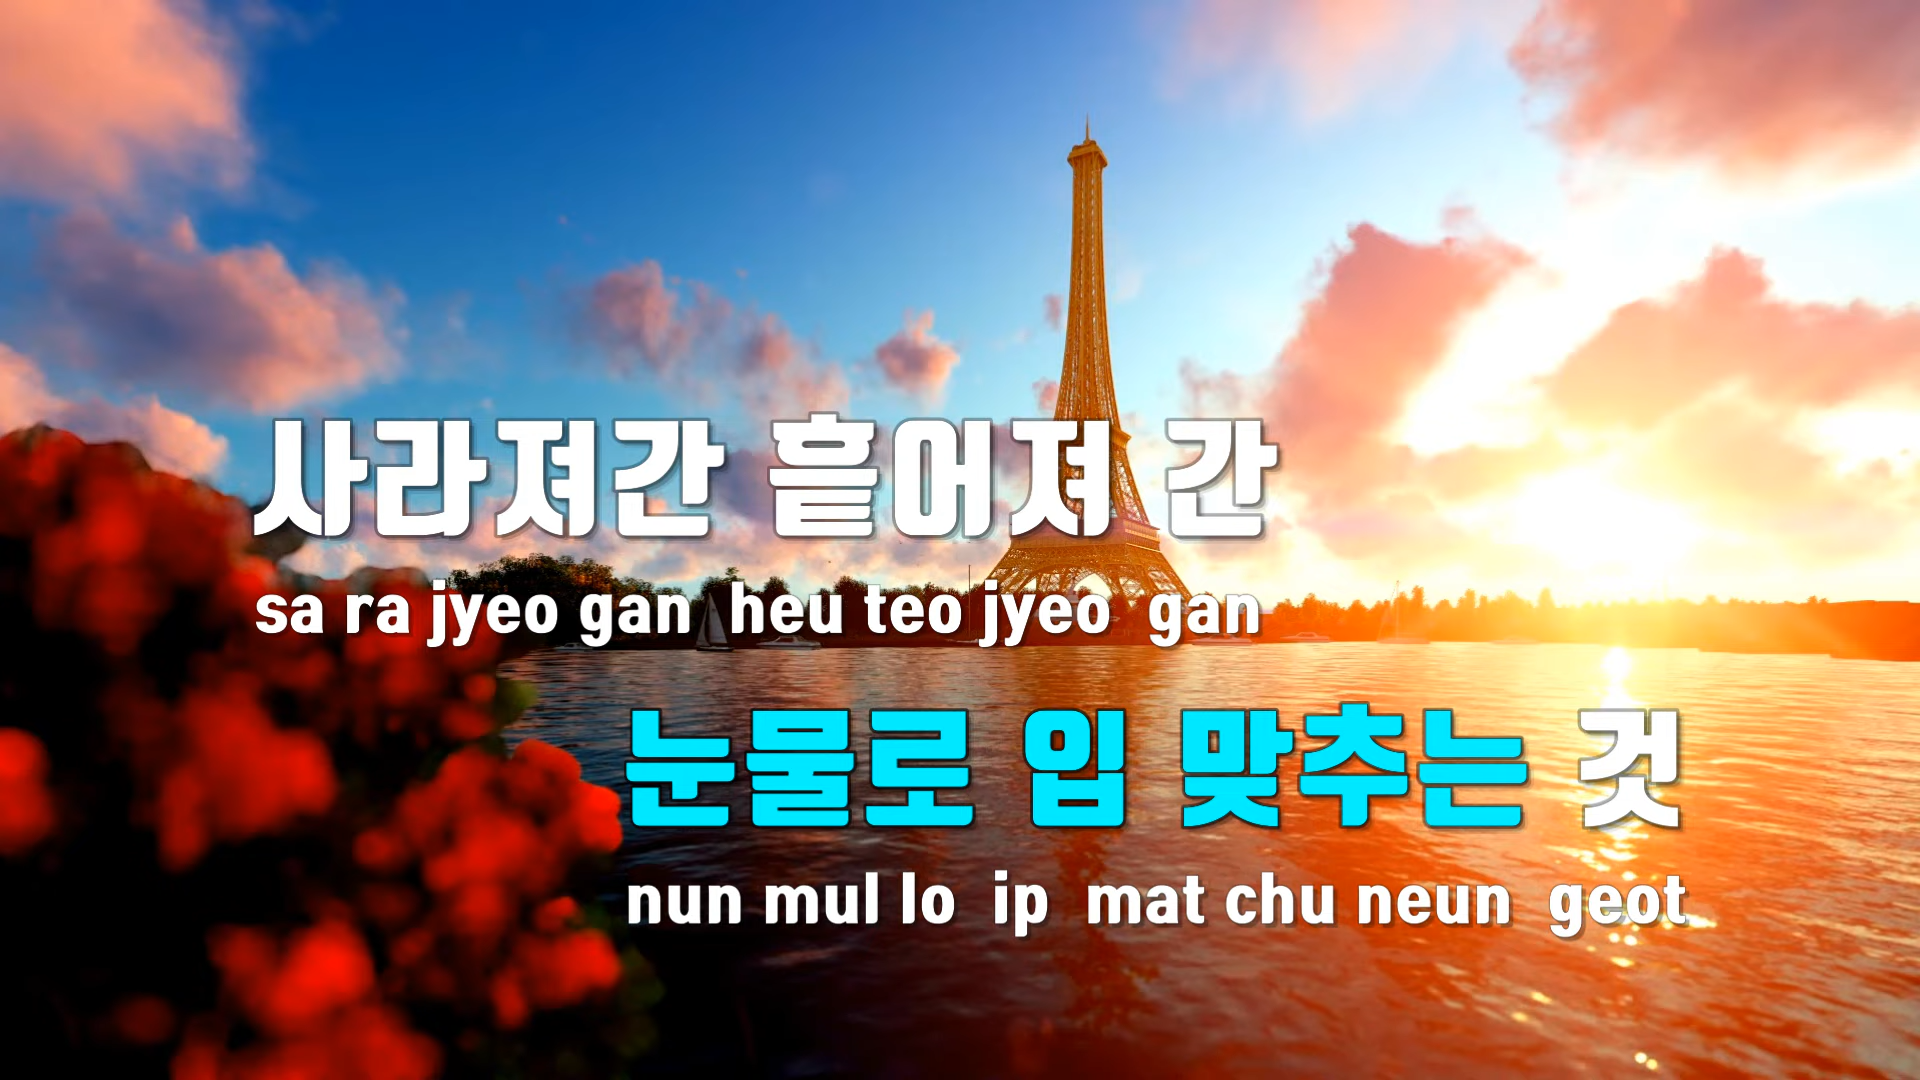 사라져간 흩어져 간
sa ra jyeo gan heu teo jyeo gan
눈물로 입 맞추는 것
nun mul lo ip mat chu neun geot